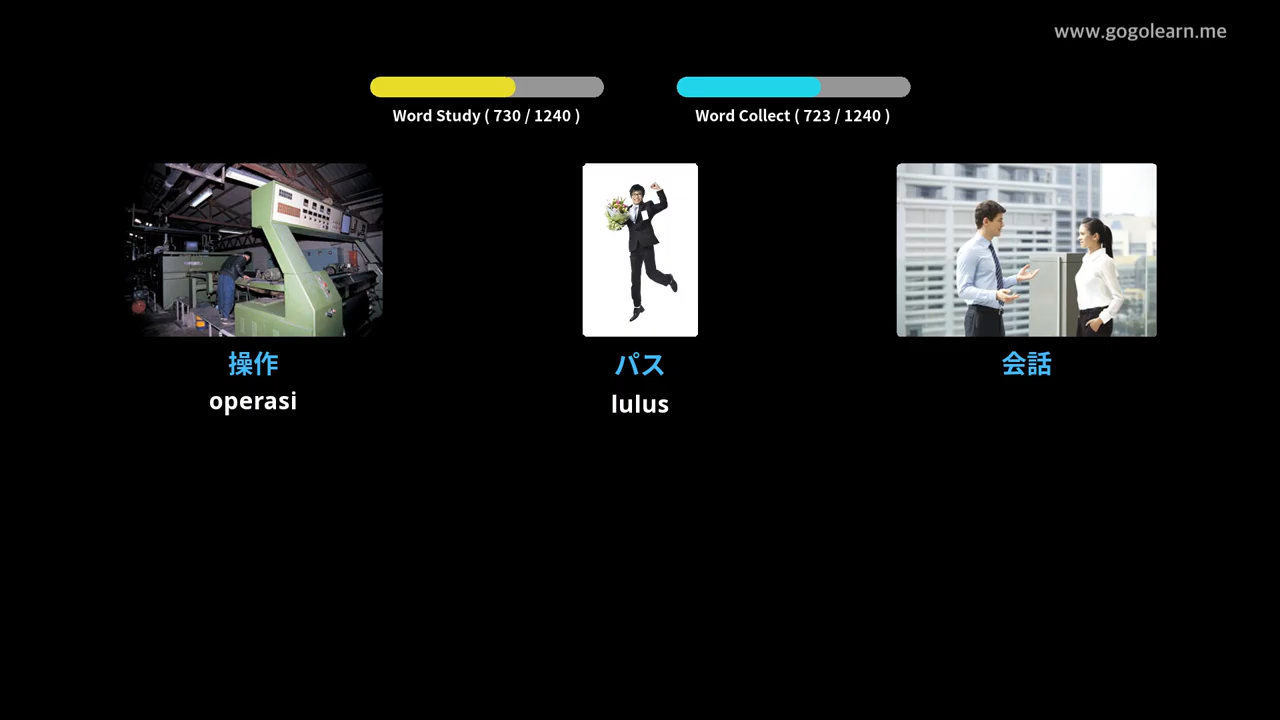 www.gogolearn.me
Word Study ( 730 / 1240 )
Word Collect ( 723 / 1240 )
操作
パス
会話
operasi
lulus